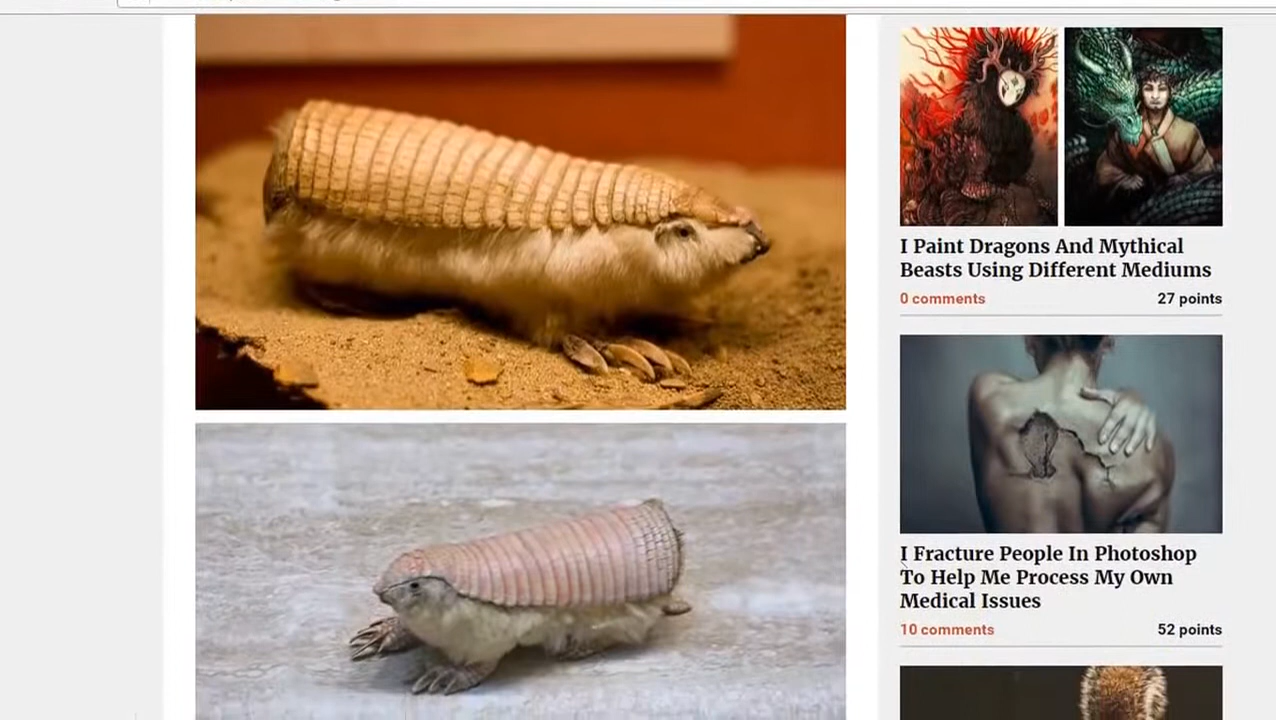 I Paint Dragons And Mythical
Beasts Using Different Mediums
0 comments
27 points
I Fracture People In Photoshop
To Help Me Process My Own
Medical Issues
10 comments
52 points